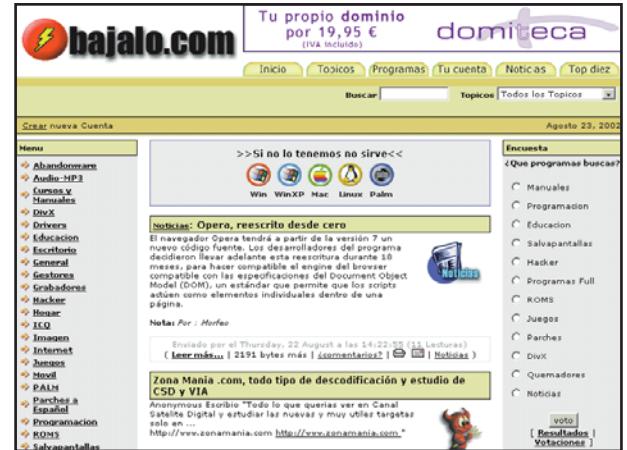 bajalo.com
Tu propio dominio
por 19,95 €
(IVA incluido)
domiteca
Inicio
Topicos
Programas
Tu cuenta
Noticias
Top diez
Buscar
Topicos
Todos los Topicos
Crear nueva Cuenta
Agosto 23, 2002
Menu
Abandonware
Audio-MP3
Cursos y
Manuales
DivX
Drivers
Educacion
Escritorio
General
Gestores
Grabadores
Hacker
Hogar
ICQ
Imagen
Internet
Juegos
Movil
PALM
Parches a
Español
Programacion
ROMS
Salvapantallas
>>Si no lo tenemos no sirve<<
Win WinXP Mac Linux Palm
Noticias: Opera, reescrito desde cero
El navegador Opera tendrá a partir de la versión 7 un
nuevo código fuente. Los desarrolladores del programa
decidieron llevar adelante esta reescritura durante 18
meses, para hacer compatible el engine del browser
compatible con las especificaciones del Document Object
Model (DOM), un estándar que permite que los scripts
actúen como elementos individuales dentro de una
página.
Noticias
Nota: Por : Morfeo
Enviado por el Thursday, 22 August a las 14:22:55 (11 Lecturas)
( Leer más... | 2191 bytes más | ¿comentarios? | Noticias )
Zona Mania .com, todo tipo de descodificación y estudio de
CSD y VIA
Anonymous Escribio "Todo lo que querias ver en Canal
Satelite Digital y estudiar las nuevas y muy utiles targetas
solo en ...
http://www.zonamania.com http://www.zonamania.com "
Encuesta
¿Que programas buscas?
Manuales
Programacion
Educacion
Salvapantallas
Hacker
Programas Full
ROMS
Juegos
Parches
DivX
Quemadores
Noticias
voto
[ Resultados |
Votaciones ]